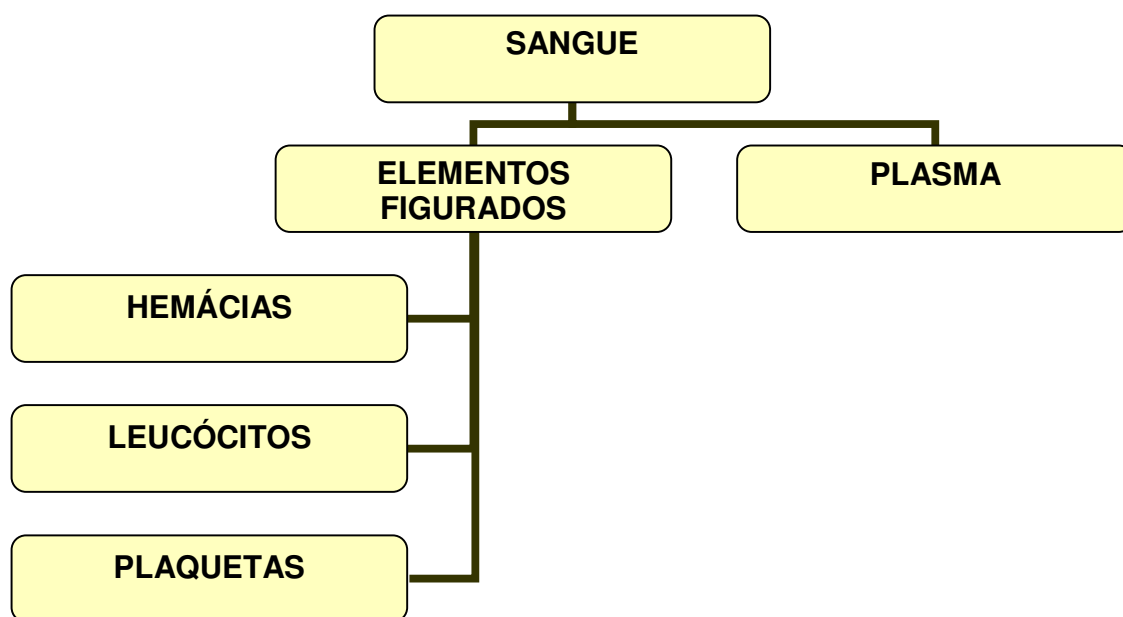 SANGUE
ELEMENTOS
FIGURADOS
PLASMA
HEMÁCIAS
LEUCÓCITOS
PLAQUETAS